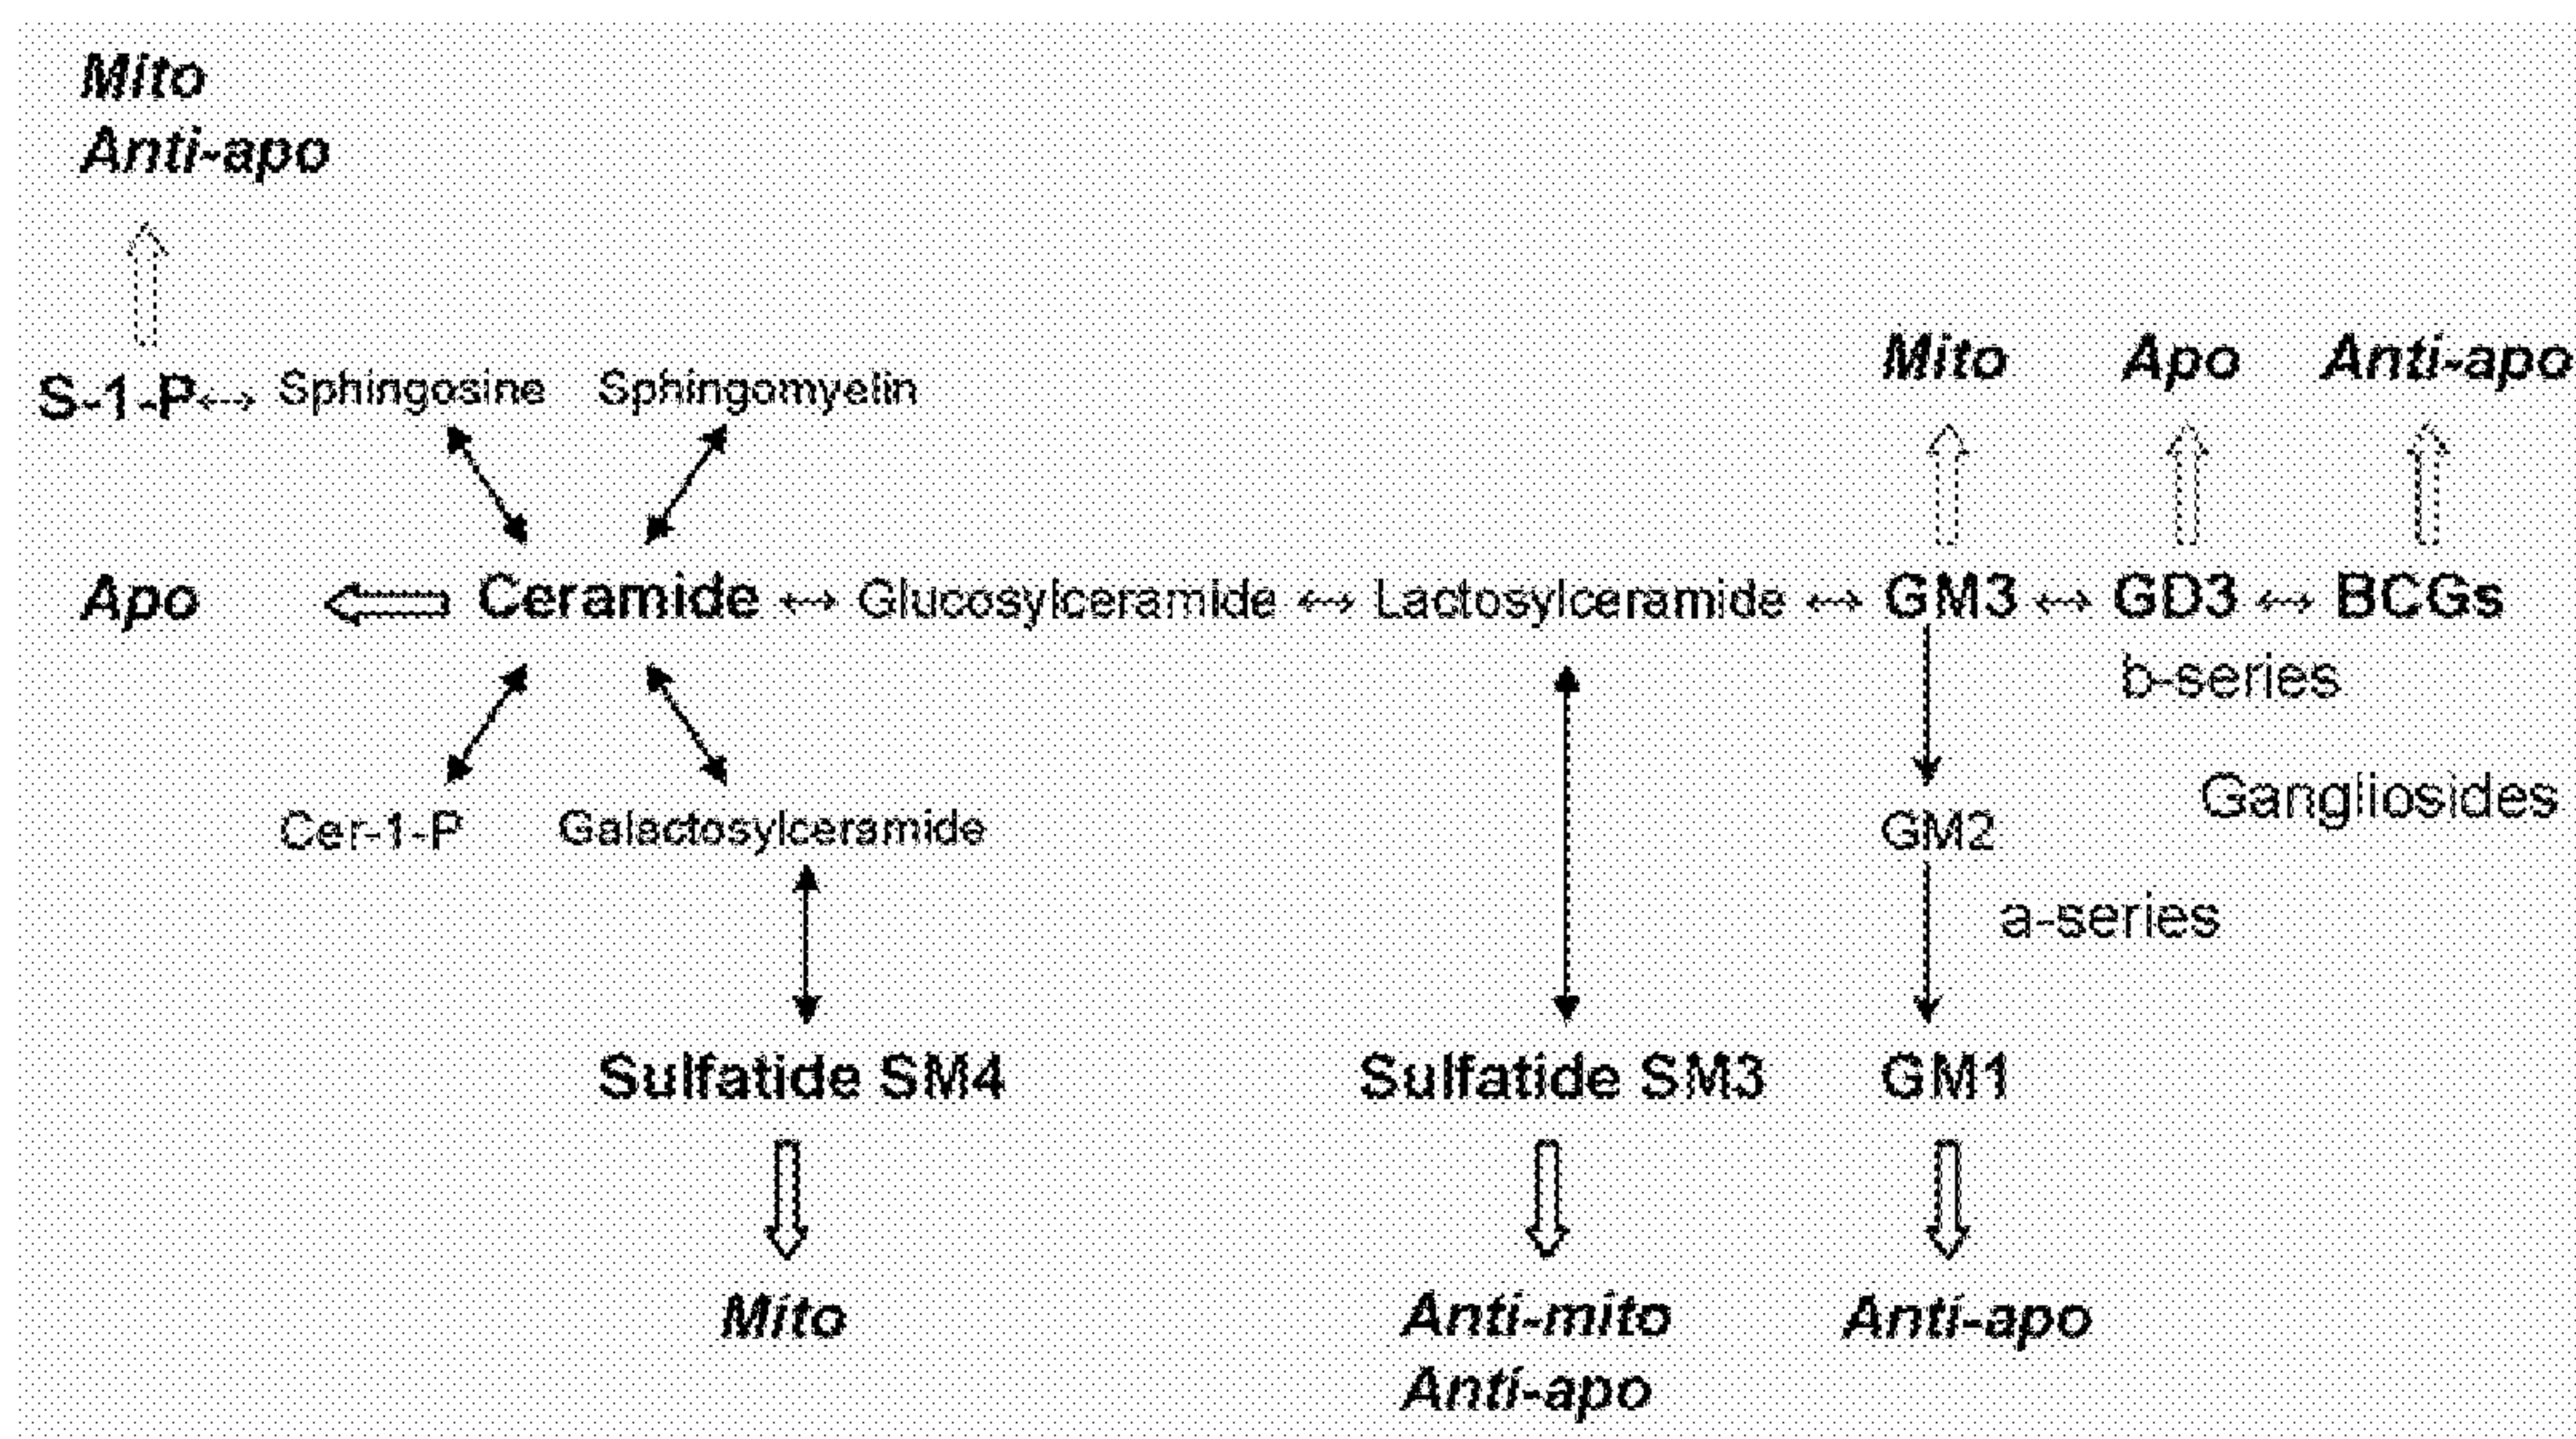 Mito
Anti-apo
Mito Apo Anti-apo
S-1-P Sphingosine Sphingomyelin
Apo Ceramide Glucosylceramide Lactosylceramide GM3 GD3 BCGs
b-series
Gangliosides
Cer-1-P Galactosylceramide GM2
a-series
Sulfatide SM4 Sulfatide SM3 GM1
Mito Anti-mito Anti-apo
Anti-apo